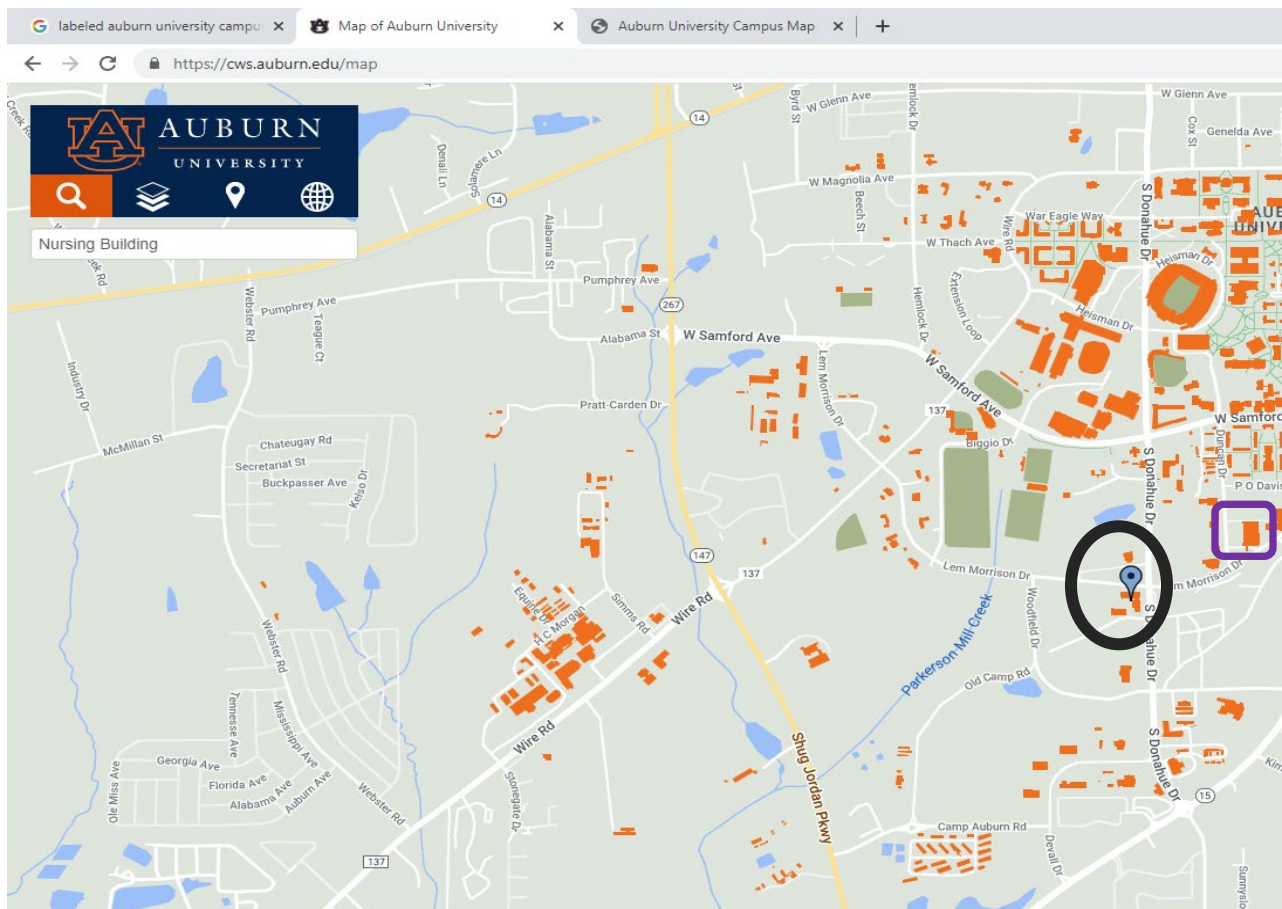 labeled auburn university campu
Map of Auburn University
Auburn University Campus Map
https://cws.auburn.edu/map
AUBURN
UNIVERSITY
Nursing Building
Creek Rd
Denali Ln
Solamere Ln
14
14
Byrd St
W Glenn Ave
Hemlock Dr
W Glenn Ave
Cox St
Genelda Ave
W Magnolia Ave
Beech St
War Eagle Way
Wire Rd
S Donahue Dr
W Thach Ave
Heisman Dr
Alabama St
Pumphrey Ave
Pumphrey Ave
Webster Rd
Teague Ct
267
Alabama St
W Samford Ave
Hemlock Dr
Extension Loop
Heisman Dr
Industry Dr
Lem Morrison Dr
W Samford Ave
Pratt-Carden Dr
137
W Samford
McMillan St
Chateugay Rd
Secretariat St
Buckpasser Ave
Kelso Dr
Biggio Dr
S Donahue Dr
Duncan Dr
P O Davis
147
137
Lem Morrison Dr
m Morrison Dr
Equine Dr
H C Morgan
Simms Rd
Wire Rd
Woodfield Dr
S Donahue Dr
Parkerson Mill Creek
Old Camp Rd
Webster Rd
Tennesse Ave
Mississippi Ave
Wire Rd
Shug Jordan Pkwy
S Donahue Dr
Georgia Ave
Florida Ave
Alabama Ave
Auburn Ave
Ole Miss Ave
Webster Rd
Stonegate Dr
15
Camp Auburn Rd
Devall Dr
137
Sunnyslo